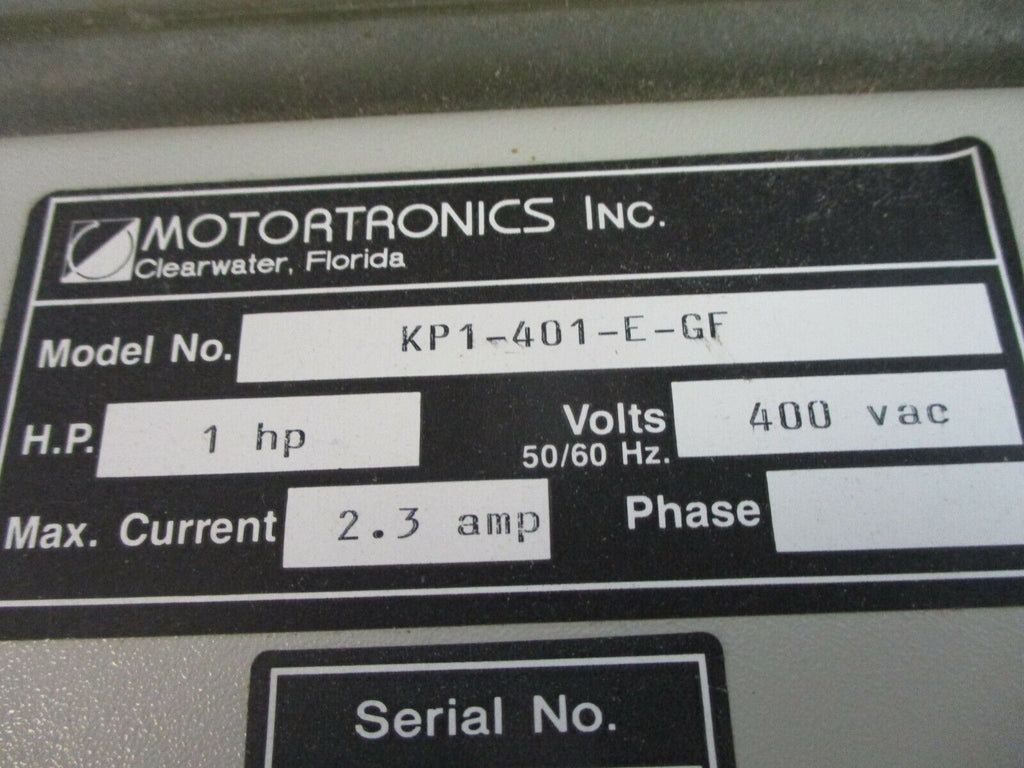 MOTORTRONICS INC.
Clearwater, Florida
Model No. KP1-401-E-GF
H.P. 1 hp Volts 400 vac
50/60 Hz.
Max. Current 2.3 amp Phase
Serial No.